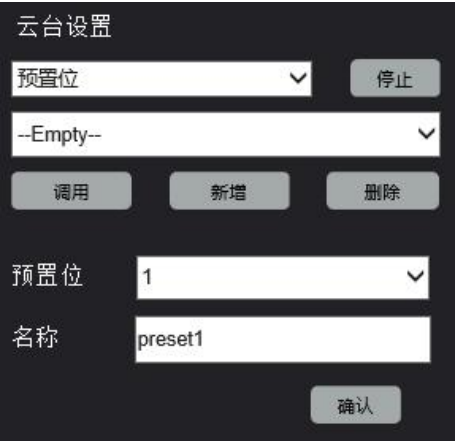 云台设置
预置位 停止
--Empty--
调用 新增 删除
预置位 1
名称 preset1
确认